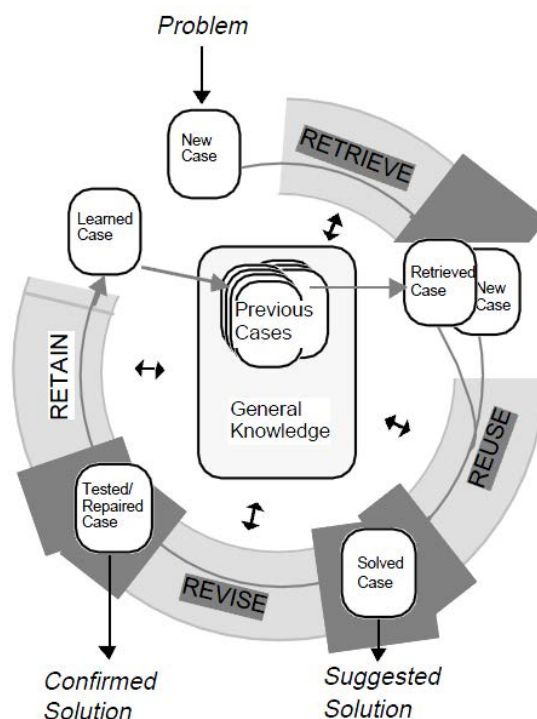 Problem
New
Case
RETRIEVE
Learned
Case
Retrieved
Case
New
Case
Previous
Cases
General
Knowledge
RETAIN
REUSE
Tested/
Repaired
Case
Solved
Case
REVISE
Confirmed
Solution
Suggested
Solution